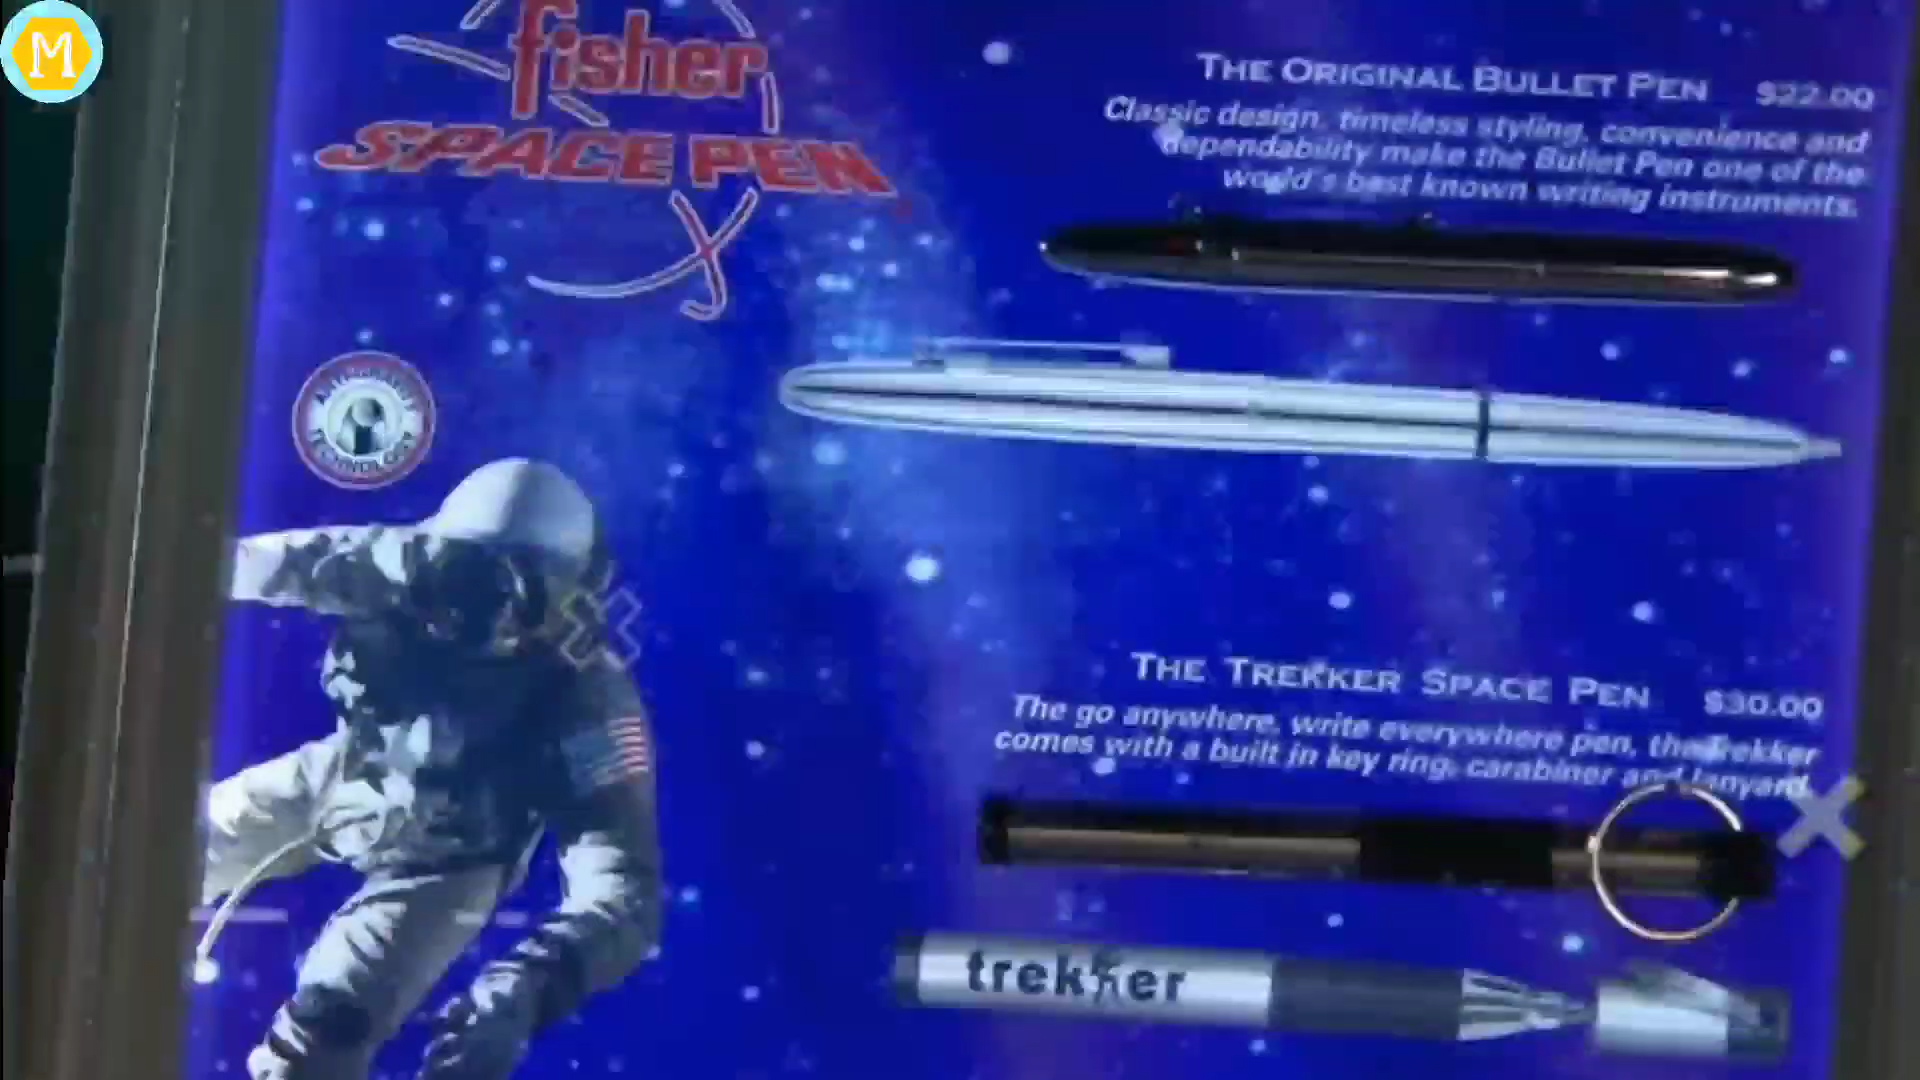 M
fisher
SPACE PEN
THE ORIGINAL BULLET PEN $22.00
Classic design, timeless styling, convenience and
dependability make the Bullet Pen one of the
world's best known writing instruments.
TECHNOLOGY
THE TREKKER SPACE PEN $30.00
The go anywhere, write everywhere pen, the Trekker
comes with a built in key ring, carabiner and lanyard.
trekker